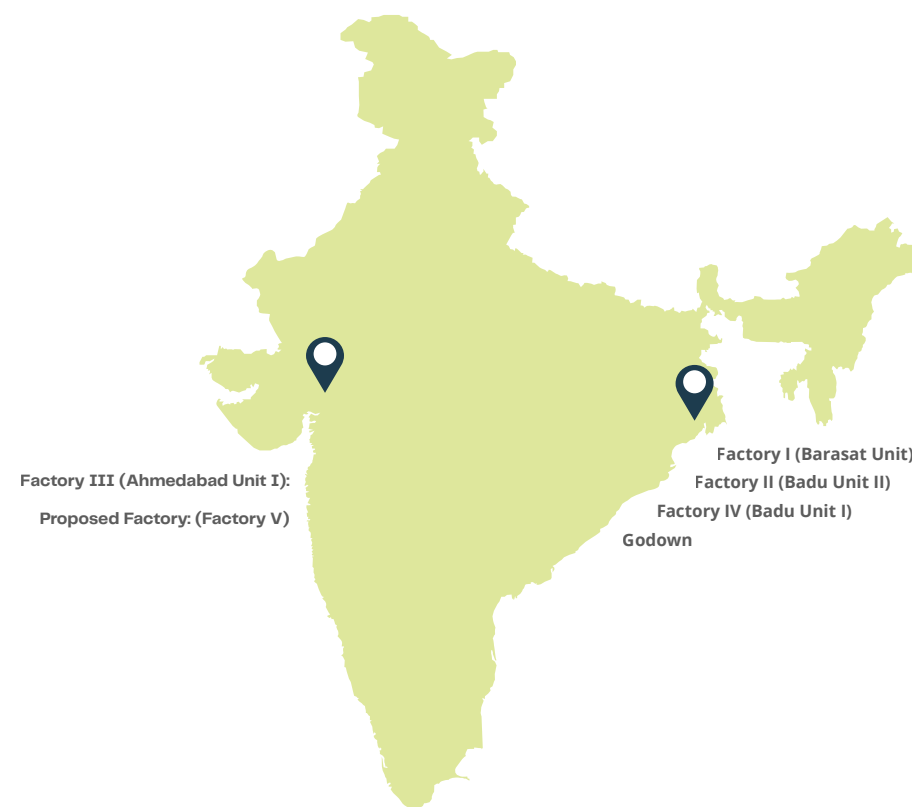 Factory III (Ahmedabad Unit I):
Proposed Factory: (Factory V)
Factory I (Barasat Unit)
Factory II (Badu Unit II)
Factory IV (Badu Unit I)
Godown